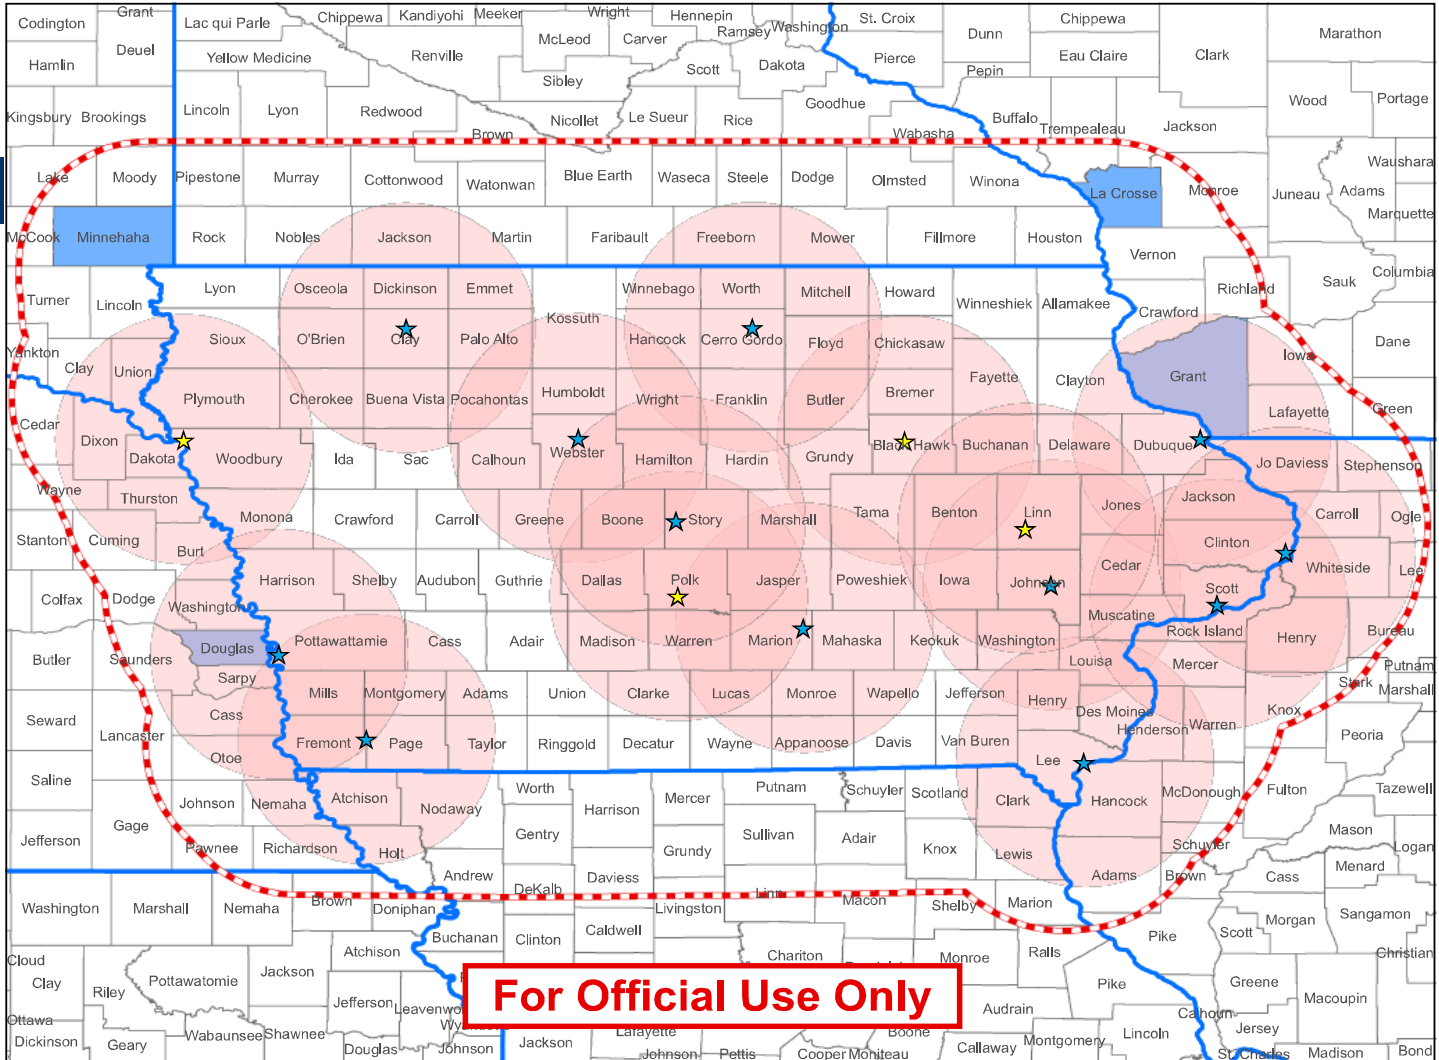 Codington
Grant
Lac qui Parle
Chippewa
Kandiyohi
Meeker
Wright
Hennepin
Ramsey
Washington
St. Croix
Chippewa
Dunn
Marathon
Deuel
Hamlin
Yellow Medicine
Renville
McLeod
Carver
Scott
Dakota
Pierce
Eau Claire
Clark
Pepin
Sibley
Kingsbury
Brookings
Lincoln
Lyon
Redwood
Brown
Nicollet
Le Sueur
Rice
Goodhue
Wabasha
Buffalo
Trempealeau
Jackson
Wood
Portage
Lake
Moody
Pipestone
Murray
Cottonwood
Watonwan
Blue Earth
Waseca
Steele
Dodge
Olmsted
Winona
La Crosse
Monroe
Juneau
Adams
Waushara
Marquette
McCook
Minnehaha
Rock
Nobles
Jackson
Martin
Faribault
Freeborn
Mower
Fillmore
Houston
Vernon
Turner
Lincoln
Lyon
Osceola
Dickinson
Emmet
Kossuth
Winnebago
Worth
Mitchell
Howard
Winneshiek
Allamakee
Crawford
Richland
Sauk
Columbia
Yankton
Clay
Union
Sioux
O'Brien
Clay
Palo Alto
Hancock
Cerro Gordo
Floyd
Chickasaw
Fayette
Clayton
Grant
Iowa
Dane
Plymouth
Cherokee
Buena Vista
Pocahontas
Humboldt
Wright
Franklin
Butler
Bremer
Lafayette
Green
Cedar
Dixon
Dakota
Woodbury
Ida
Sac
Calhoun
Webster
Hamilton
Hardin
Grundy
Black Hawk
Buchanan
Delaware
Dubuque
Jo Daviess
Stephenson
Wayne
Thurston
Monona
Crawford
Carroll
Greene
Boone
Story
Marshall
Tama
Benton
Linn
Jones
Jackson
Carroll
Ogle
Stanton
Cuming
Burt
Harrison
Shelby
Audubon
Guthrie
Dallas
Polk
Jasper
Poweshiek
Iowa
Johnson
Cedar
Clinton
Scott
Whiteside
Lee
Colfax
Dodge
Washington
Muscatine
Rock Island
Butler
Saunders
Douglas
Sarpy
Pottawattamie
Cass
Adair
Madison
Warren
Marion
Mahaska
Keokuk
Washington
Louisa
Mercer
Henry
Bureau
Putnam
Stark
Marshall
Seward
Lancaster
Cass
Otoe
Mills
Montgomery
Adams
Union
Clarke
Lucas
Monroe
Wapello
Jefferson
Henry
Des Moines
Henderson
Warren
Knox
Peoria
Fremont
Page
Taylor
Ringgold
Decatur
Wayne
Appanoose
Davis
Van Buren
Lee
Saline
Johnson
Nemaha
Atchison
Nodaway
Worth
Harrison
Mercer
Putnam
Schuyler
Scotland
Clark
Hancock
McDonough
Fulton
Tazewell
Jefferson
Gage
Pawnee
Richardson
Holt
Gentry
Grundy
Sullivan
Adair
Knox
Lewis
Schuyler
Mason
Logan
Menard
Andrew
DeKalb
Daviess
Linn
Macon
Shelby
Marion
Adams
Brown
Cass
Washington
Marshall
Nemaha
Brown
Doniphan
Buchanan
Clinton
Caldwell
Livingston
Chariton
Monroe
Ralls
Pike
Scott
Morgan
Sangamon
Christian
Cloud
Clay
Riley
Pottawatomie
Jackson
Atchison
Jefferson
Pike
Greene
Macoupin
For Official Use Only
Audrain
Calhoun
Jersey
Ottawa
Dickinson
Geary
Wabaunsee
Shawnee
Douglas
Johnson
Jackson
Lafayette
Johnson
Pettis
Cooper
Moniteau
Boone
Callaway
Montgomery
Lincoln
St. Charles
Madison
Bond